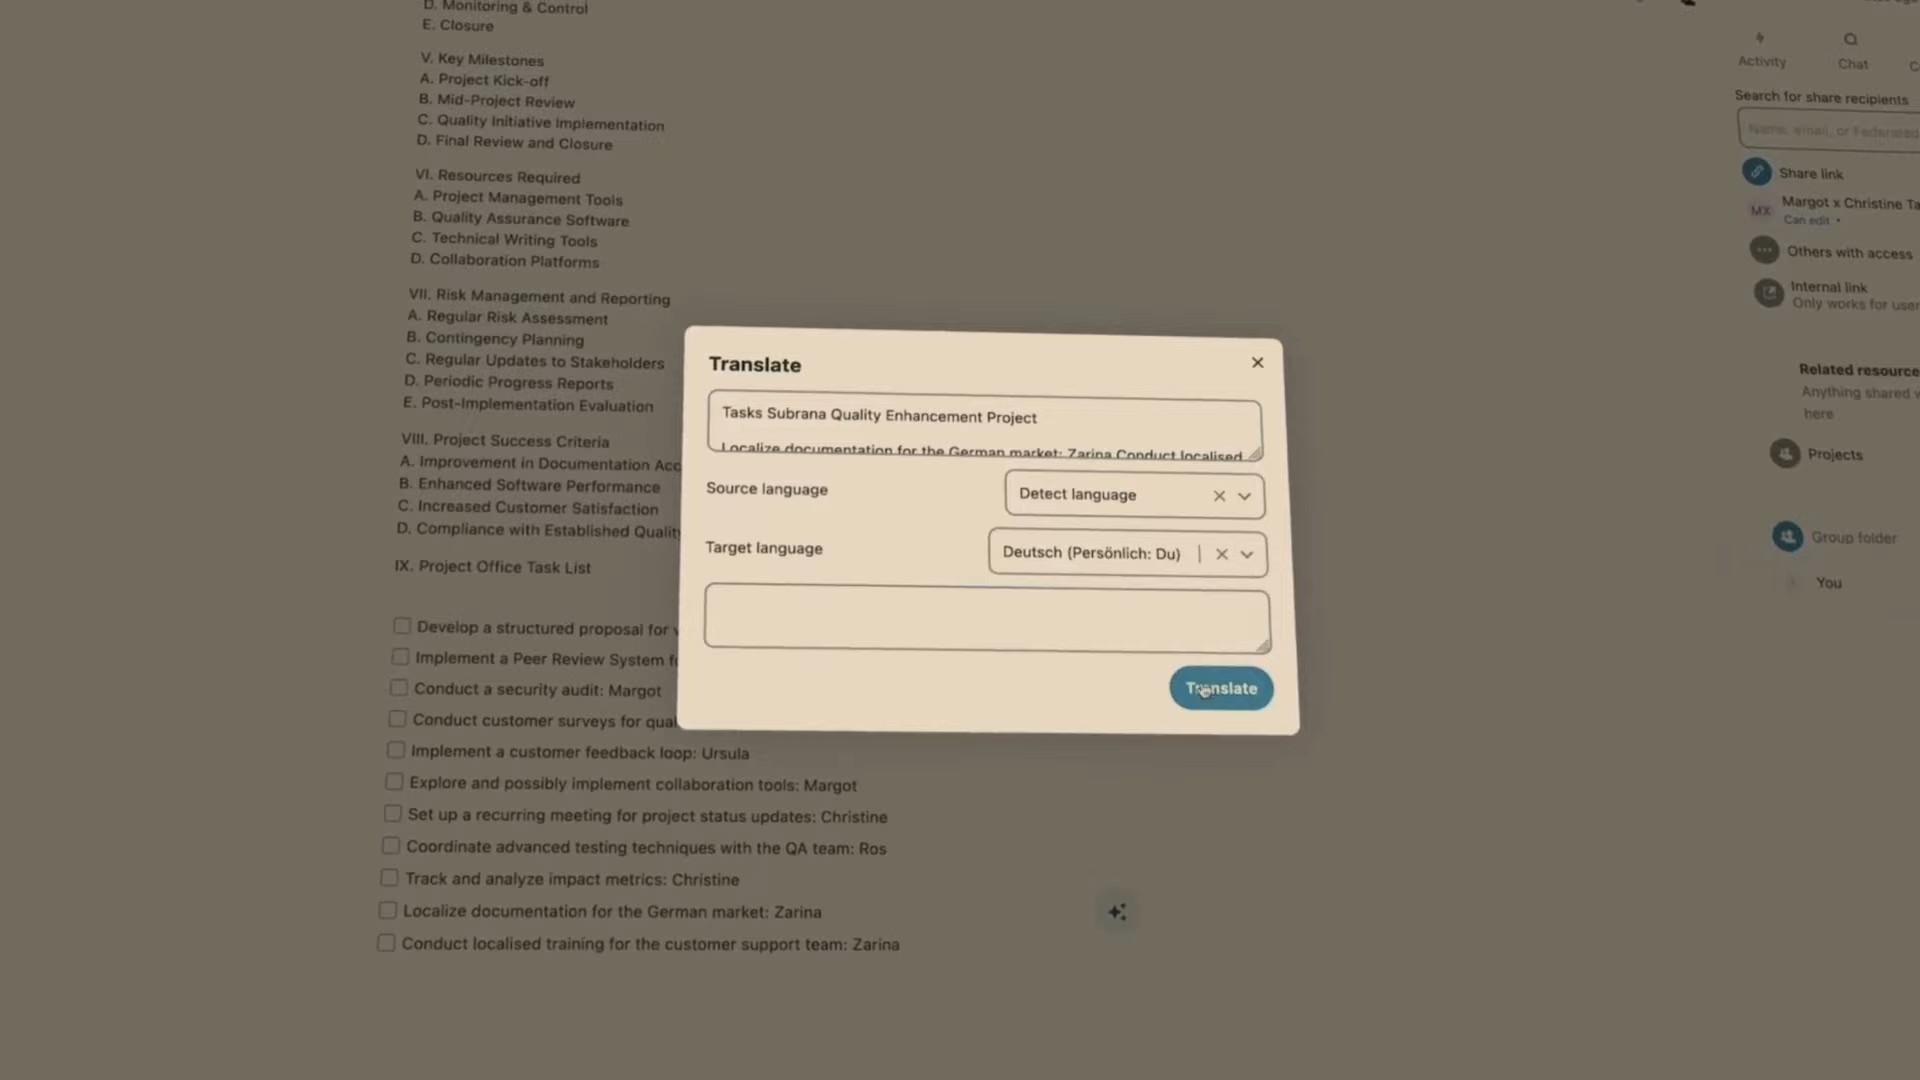 D. Monitoring & Control
E. Closure
V. Key Milestones
A. Project Kick-off
B. Mid-Project Review
C. Quality Initiative Implementation
D. Final Review and Closure
VI. Resources Required
A. Project Management Tools
B. Quality Assurance Software
C. Technical Writing Tools
D. Collaboration Platforms
VII. Risk Management and Reporting
A. Regular Risk Assessment
B. Contingency Planning
C. Regular Updates to Stakeholders
D. Periodic Progress Reports
E. Post-Implementation Evaluation
VIII. Project Success Criteria
A. Improvement in Documentation Acc
B. Enhanced Software Performance
C. Increased Customer Satisfaction
D. Compliance with Established Quality
IX. Project Office Task List
Develop a structured proposal for
Implement a Peer Review System
Conduct a security audit: Margot
Conduct customer surveys for
Implement a customer feedback loop: Ursula
Explore and possibly implement collaboration tools: Margot
Set up a recurring meeting for project status updates: Christine
Coordinate advanced testing techniques with the QA team: Ros
Track and analyze impact metrics: Christine
Localize documentation for the German market: Zarina
Conduct localised training for the customer support team: Zarina
Translate
Tasks Subrana Quality Enhancement Project
Localize documentation for the German market: Zarina Conduct localised
Source language
Detect language
Target language
Deutsch (Persönlich: Du)
Translate
Activity
Chat
Search for share recipients
Name, email, or Federated
Share link
MX
Margot x Christine Ta
Can edit
Others with access
Internal link
Only works for user
Related resource
Anything shared
here
Projects
Group folder
You